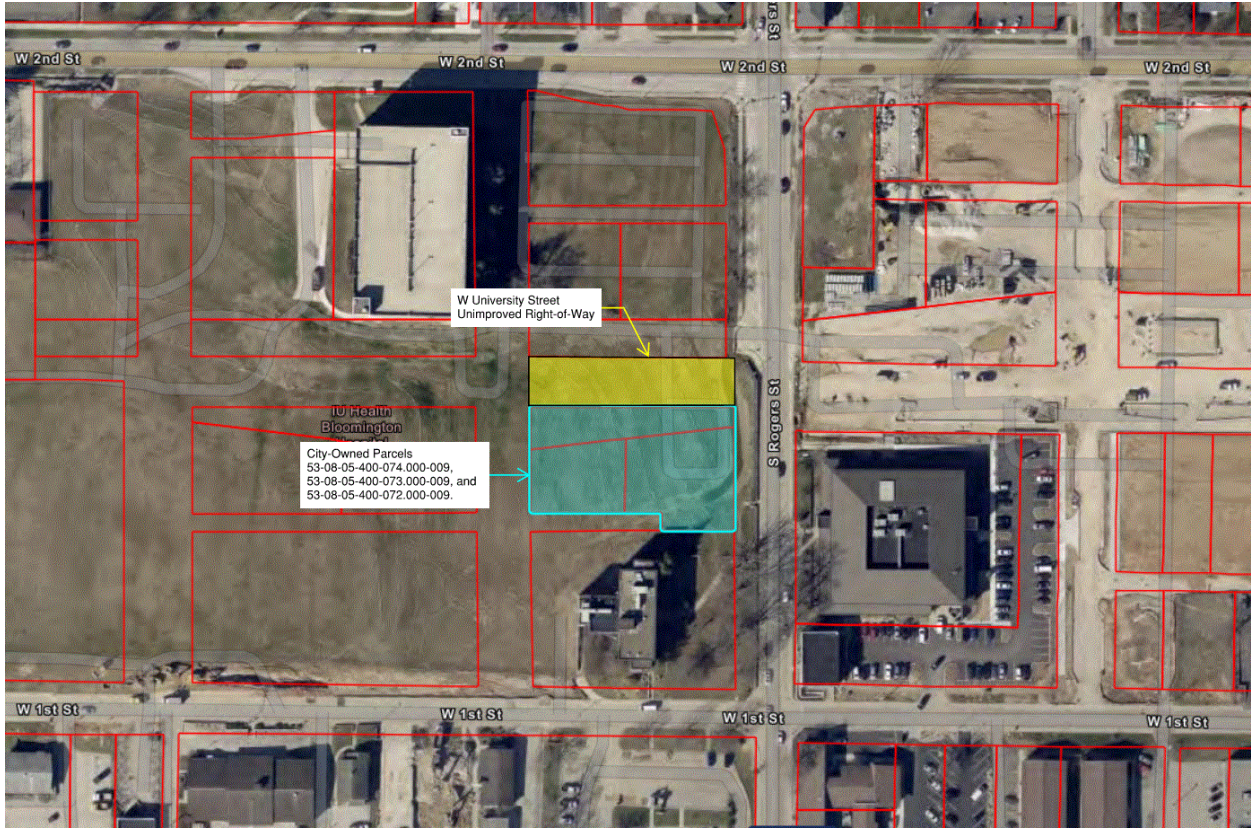 rs St
W 2nd St
W 2nd St
W 2nd St
W 2nd St
W University Street
Unimproved Right-of-Way
S Rogers St
IU Health
Bloomington
City-Owned Parcels
53-08-05-400-074.000-009,
53-08-05-400-073.000-009, and
53-08-05-400-072.000-009.
W 1st St
W 1st St
W 1st St
W 1st St